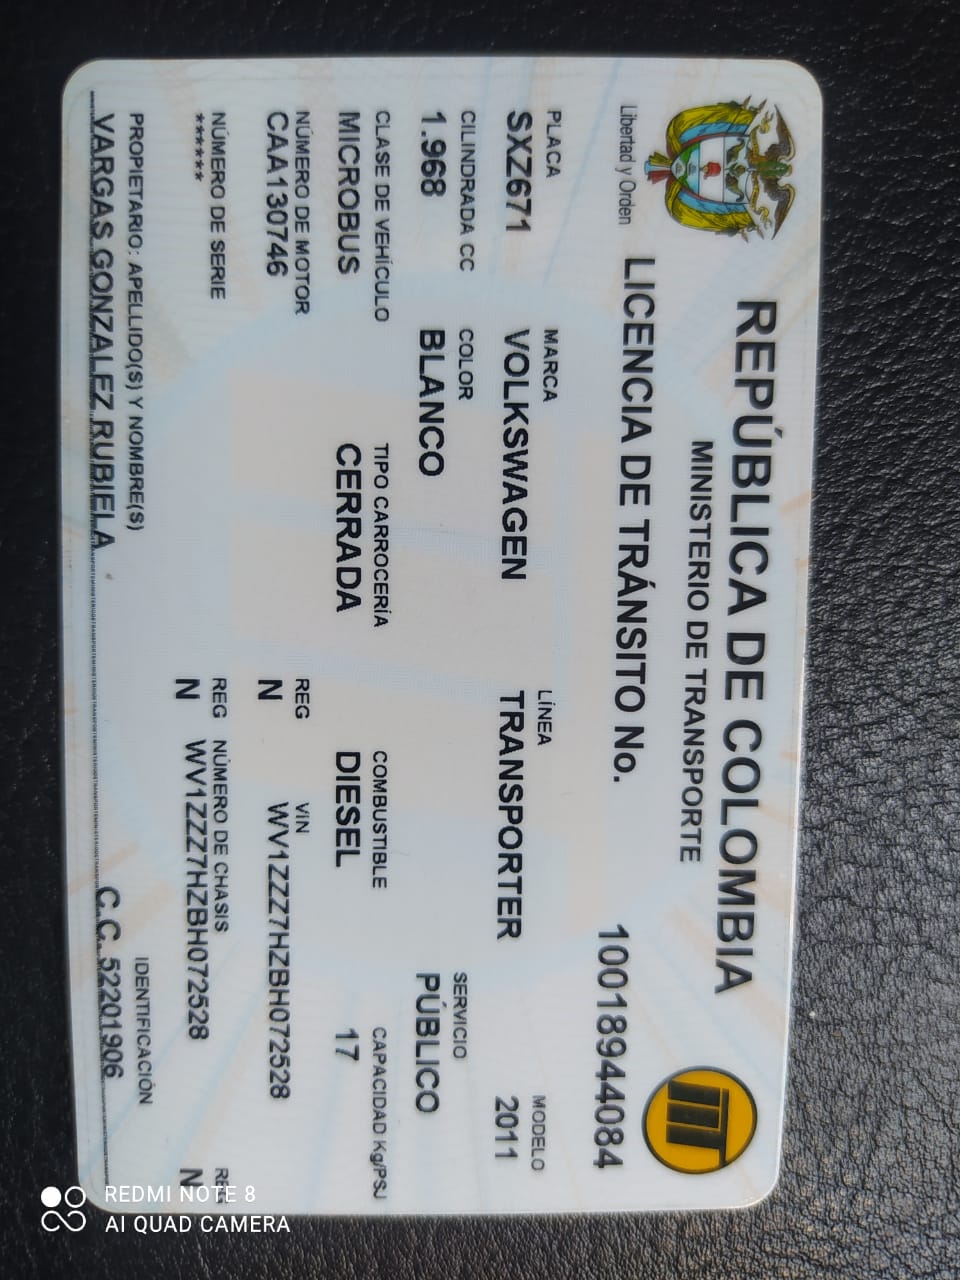 REPÚBLICA DE COLOMBIA
MINISTERIO DE TRANSPORTE
Libertad y Orden
LICENCIA DE TRÁNSITO No. 10018944084
PLACA MARCA LÍNEA MODELO
SXZ671 VOLKSWAGEN TRANSPORTER 2011
CILINDRADA CC COLOR SERVICIO
1.968 BLANCO PÚBLICO
CLASE DE VEHÍCULO TIPO CARROCERÍA COMBUSTIBLE CAPACIDAD Kg/PSJ
MICROBUS CERRADA DIESEL 17
NÚMERO DE MOTOR REG VIN
CAA130746 N WV1ZZZ7HZBH072528
NÚMERO DE SERIE REG NÚMERO DE CHASIS
***** N WV1ZZZ7HZBH072528 N
PROPIETARIO: APELLIDO(S) Y NOMBRE(S) IDENTIFICACIÓN
VARGAS GONZALEZ RUBIELA C.C. 52201906
REDMI NOTE 8
AI QUAD CAMERA